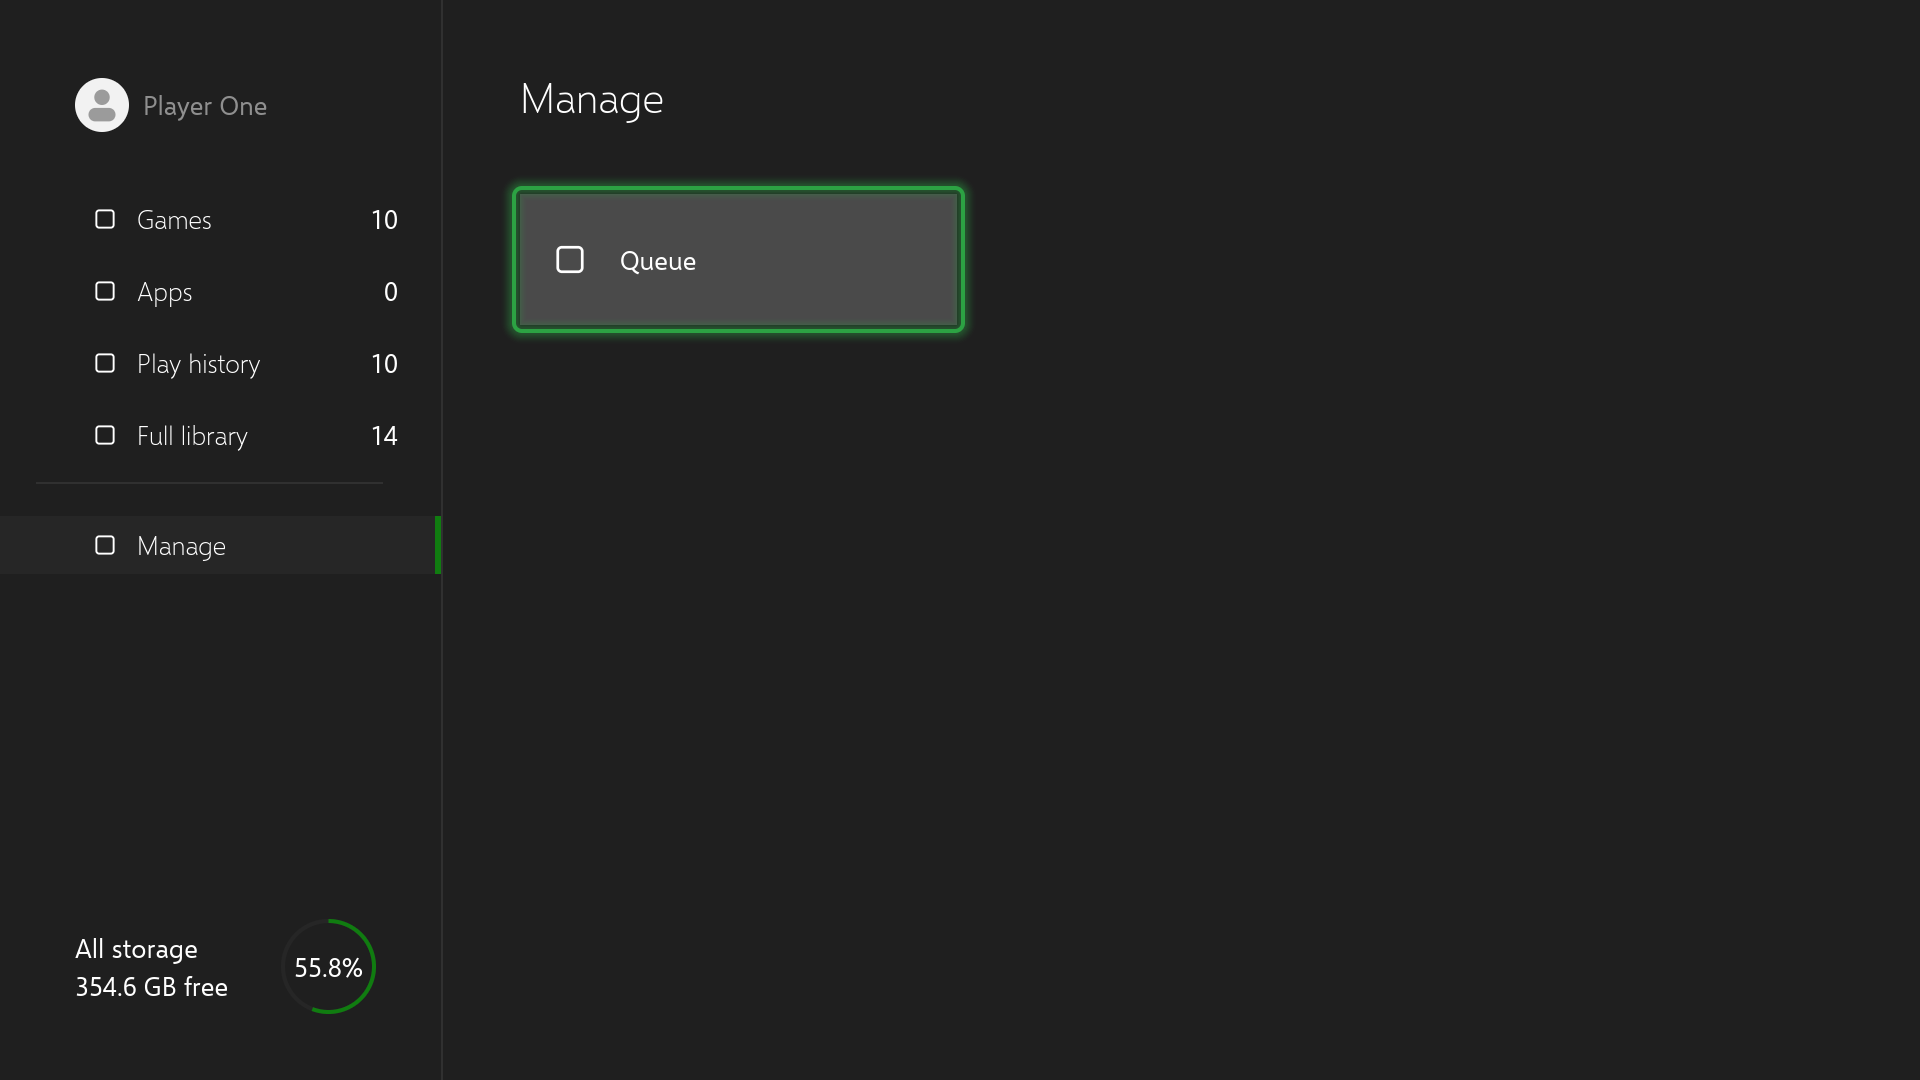 Player One
Manage
Games 10
Apps 0
Play history 10
Full library 14
Manage
Queue
All storage
354.6 GB free
55.8%